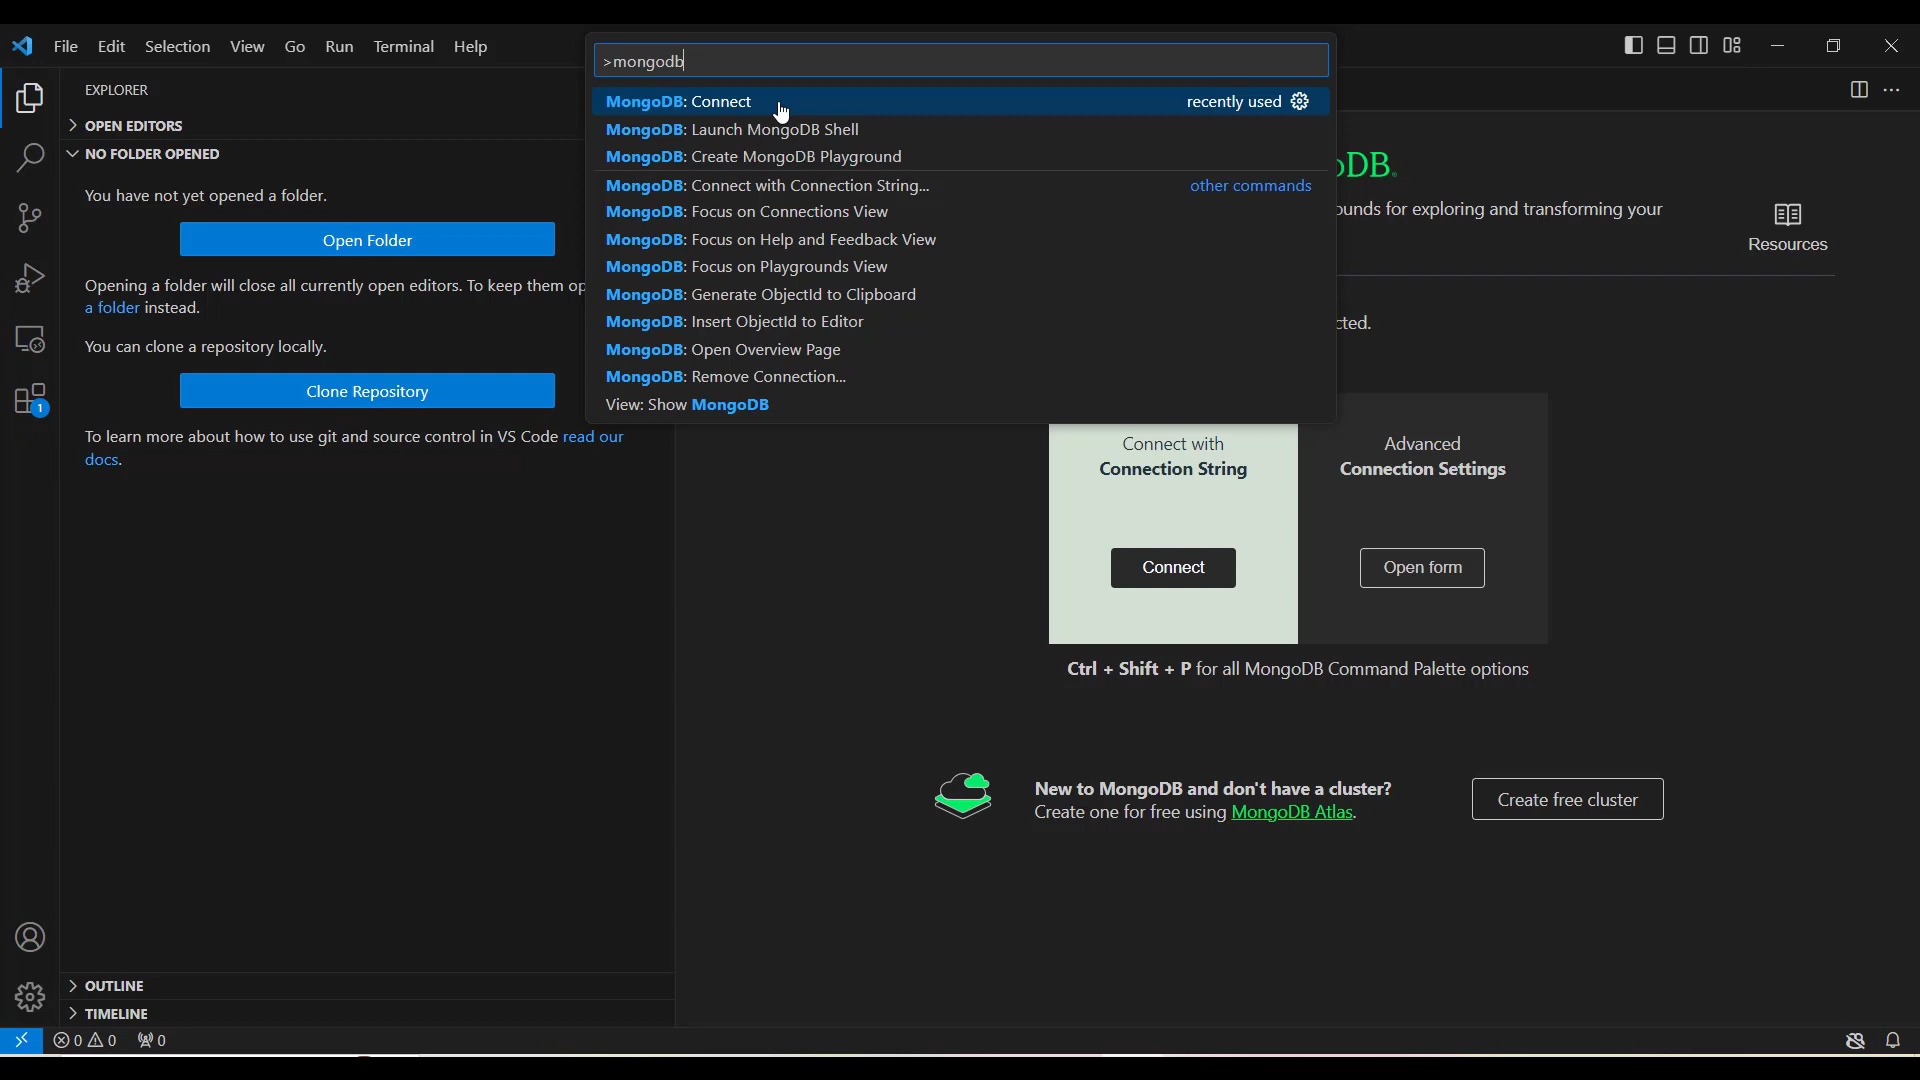 File Edit Selection View Go Run Terminal Help
>mongodb
EXPLORER
OPEN EDITORS
NO FOLDER OPENED
You have not yet opened a folder.
Open Folder
Opening a folder will close all currently open editors. To keep them
a folder instead.
You can clone a repository locally.
Clone Repository
To learn more about how to use git and source control in VS Code read our
docs.
OUTLINE
TIMELINE
MongoDB: Connect recently used
MongoDB: Launch MongoDB Shell
MongoDB: Create MongoDB Playground
MongoDB: Connect with Connection String... other commands
MongoDB: Focus on Connections View
MongoDB: Focus on Help and Feedback View
MongoDB: Focus on Playgrounds View
MongoDB: Generate ObjectId to Clipboard
MongoDB: Insert ObjectId to Editor
MongoDB: Open Overview Page
MongoDB: Remove Connection...
View: Show MongoDB
DB.
for exploring and transforming your
Resources
Connect with
Connection String
Connect
Advanced
Connection Settings
Open form
Ctrl + Shift + P for all MongoDB Command Palette options
New to MongoDB and don't have a cluster?
Create one for free using MongoDB Atlas.
Create free cluster
1
0 0 0